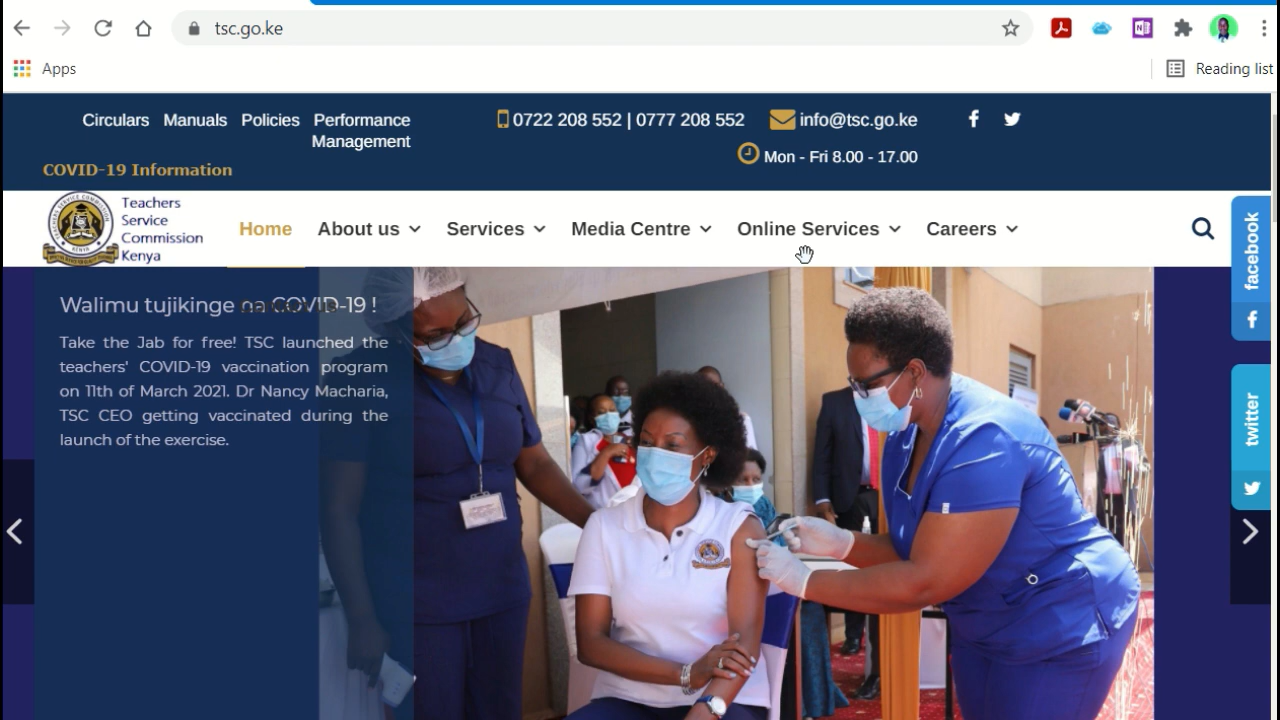 tsc.go.ke
Apps
Reading list
Circulars Manuals Policies Performance Management
0722 208 552 | 0777 208 552
info@tsc.go.ke
Mon - Fri 8.00 - 17.00
COVID-19 Information
Teachers
Service
Commission
Kenya
Home About us Services Media Centre Online Services Careers
facebook
twitter
Walimu tujikinge na COVID-19 !
Take the Jab for free! TSC launched the
teachers' COVID-19 vaccination program
on 11th of March 2021. Dr Nancy Macharia,
TSC CEO getting vaccinated during the
launch of the exercise.